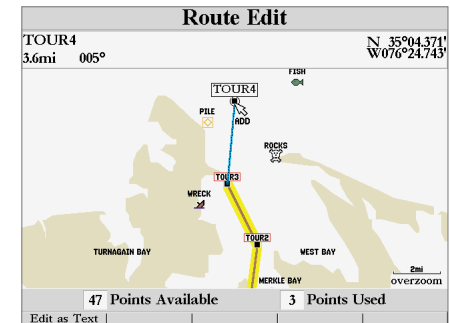 Route Edit
TOUR4
3.6mi 005°
N 35°04.371'
W076°24.743'
FISH
TOUR4
PILE
ADD
ROCKS
TOUR3
WRECK
TOUR2
TURNAGAIN BAY
WEST BAY
MERKLE BAY
2mi
overzoom
47 Points Available
3 Points Used
Edit as Text